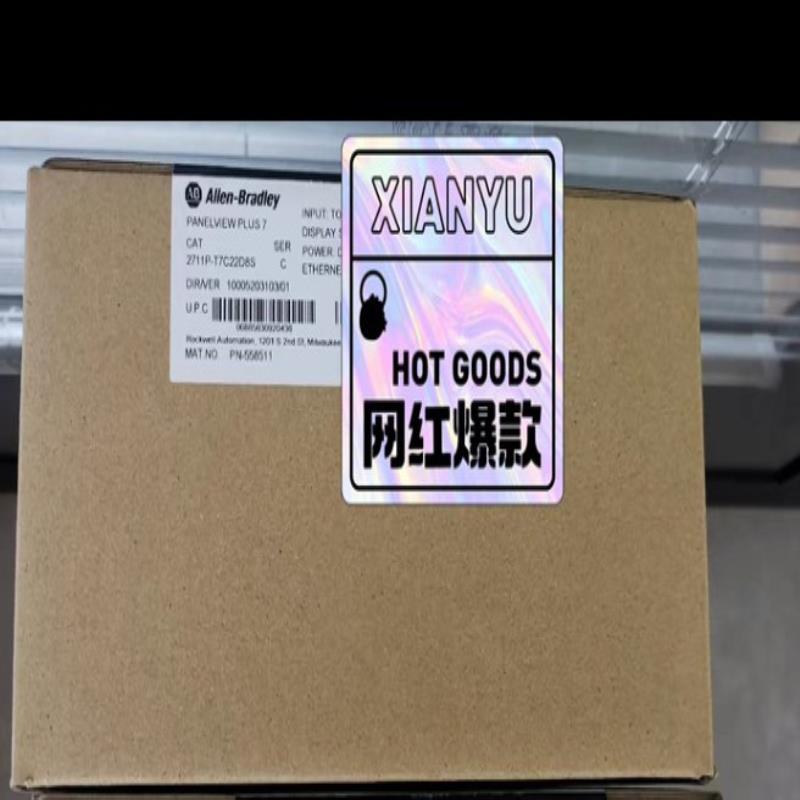 Allen-Bradley
PANELVIEW PLUS 7
CAT SER
2711P-T7C22D8S C
DIR/VER 10005203103/01
UPC
Rockwell Automation, 1201 S 2nd St, Milwaukee
MAT NO. PN-558511
INPUT: TO
DISPLAY S
POWER: D
ETHERNE
XIANYU
HOT GOODS
网红爆款